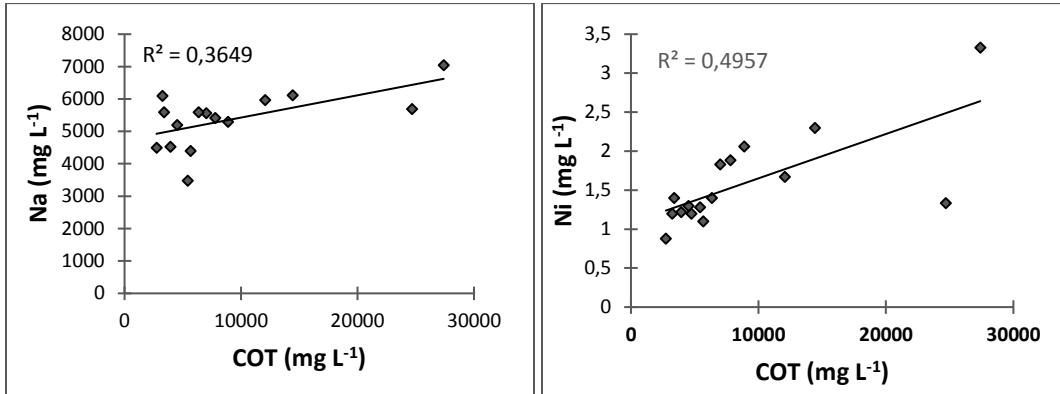 R² = 0,3649
Na (mg L⁻¹)
8000
7000
6000
5000
4000
3000
2000
1000
0
0 10000 20000 30000
COT (mg L⁻¹)
R² = 0,4957
Ni (mg L⁻¹)
3,5
3
2,5
2
1,5
1
0,5
0
0 10000 20000 30000
COT (mg L⁻¹)